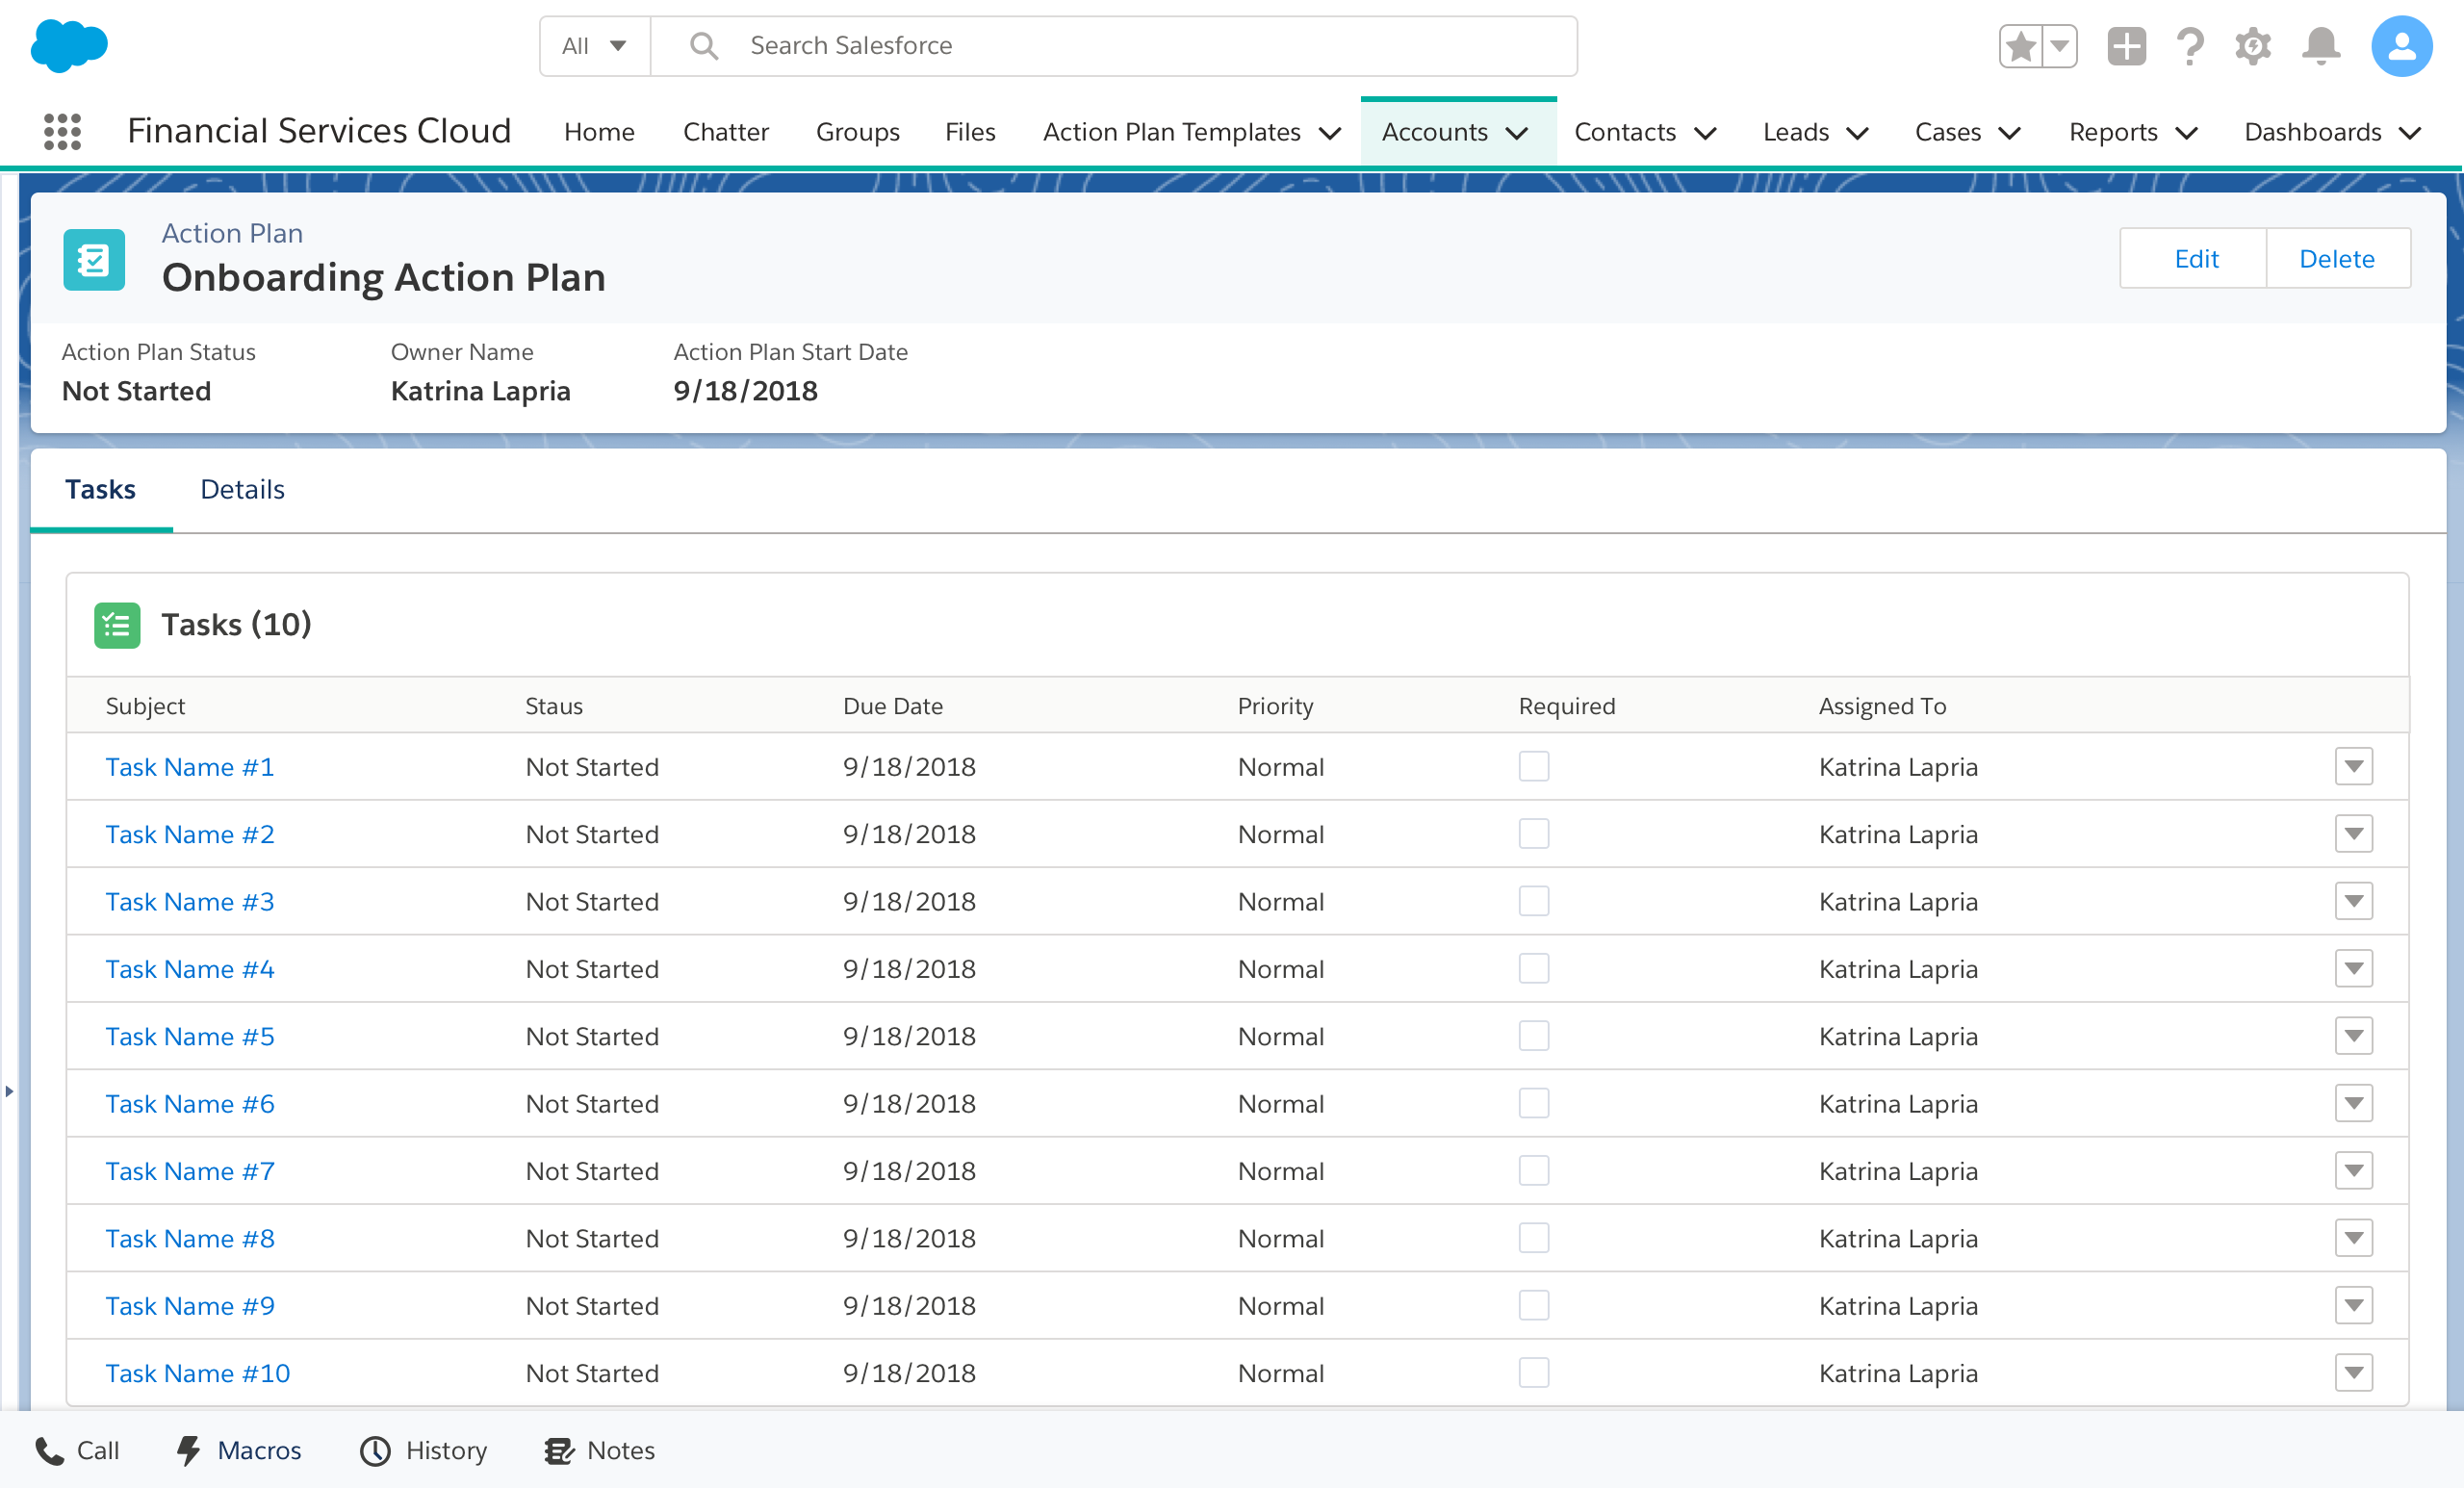 All Search Salesforce
Financial Services Cloud Home Chatter Groups Files Action Plan Templates Accounts Contacts Leads Cases Reports Dashboards
Action Plan
Onboarding Action Plan
Edit Delete
Action Plan Status Owner Name Action Plan Start Date
Not Started Katrina Lapria 9/18/2018
Tasks Details
Tasks (10)
Subject Staus Due Date Priority Required Assigned To
Task Name #1 Not Started 9/18/2018 Normal Katrina Lapria
Task Name #2 Not Started 9/18/2018 Normal Katrina Lapria
Task Name #3 Not Started 9/18/2018 Normal Katrina Lapria
Task Name #4 Not Started 9/18/2018 Normal Katrina Lapria
Task Name #5 Not Started 9/18/2018 Normal Katrina Lapria
Task Name #6 Not Started 9/18/2018 Normal Katrina Lapria
Task Name #7 Not Started 9/18/2018 Normal Katrina Lapria
Task Name #8 Not Started 9/18/2018 Normal Katrina Lapria
Task Name #9 Not Started 9/18/2018 Normal Katrina Lapria
Task Name #10 Not Started 9/18/2018 Normal Katrina Lapria
Call Macros History Notes